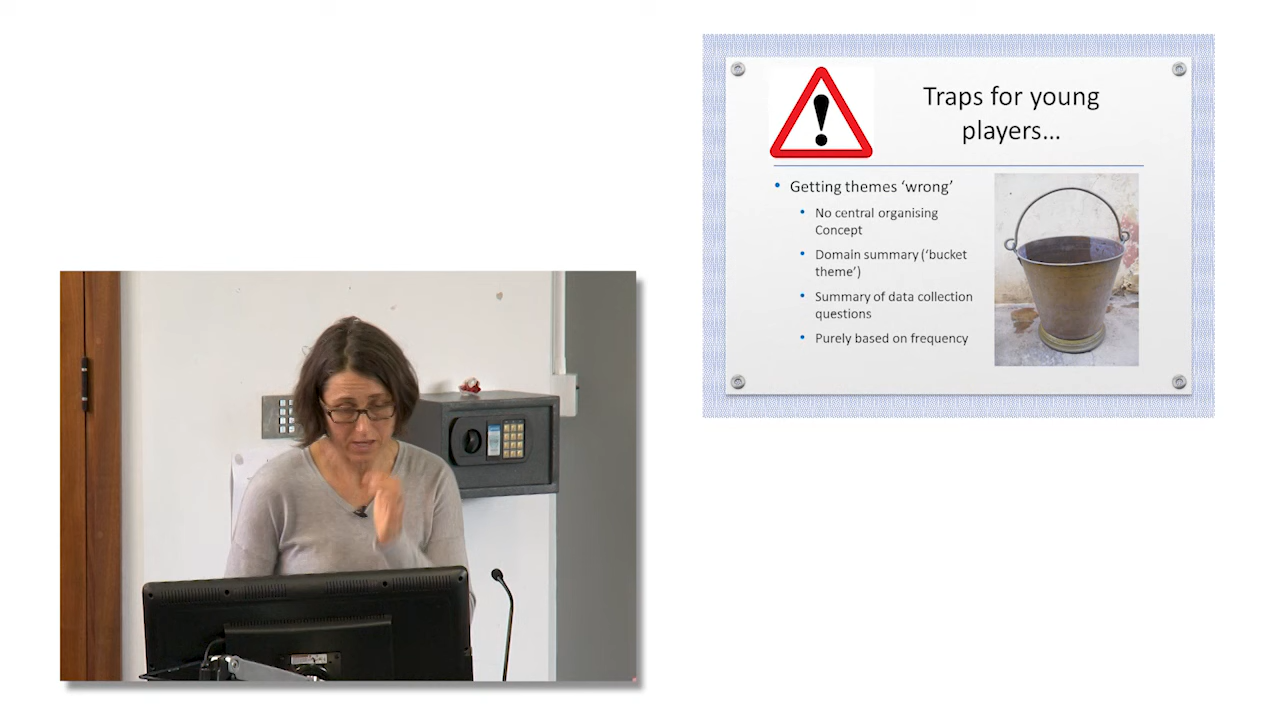 Traps for young
players...
• Getting themes ‘wrong’
• No central organising
Concept
• Domain summary (‘bucket
theme’)
• Summary of data collection
questions
• Purely based on frequency